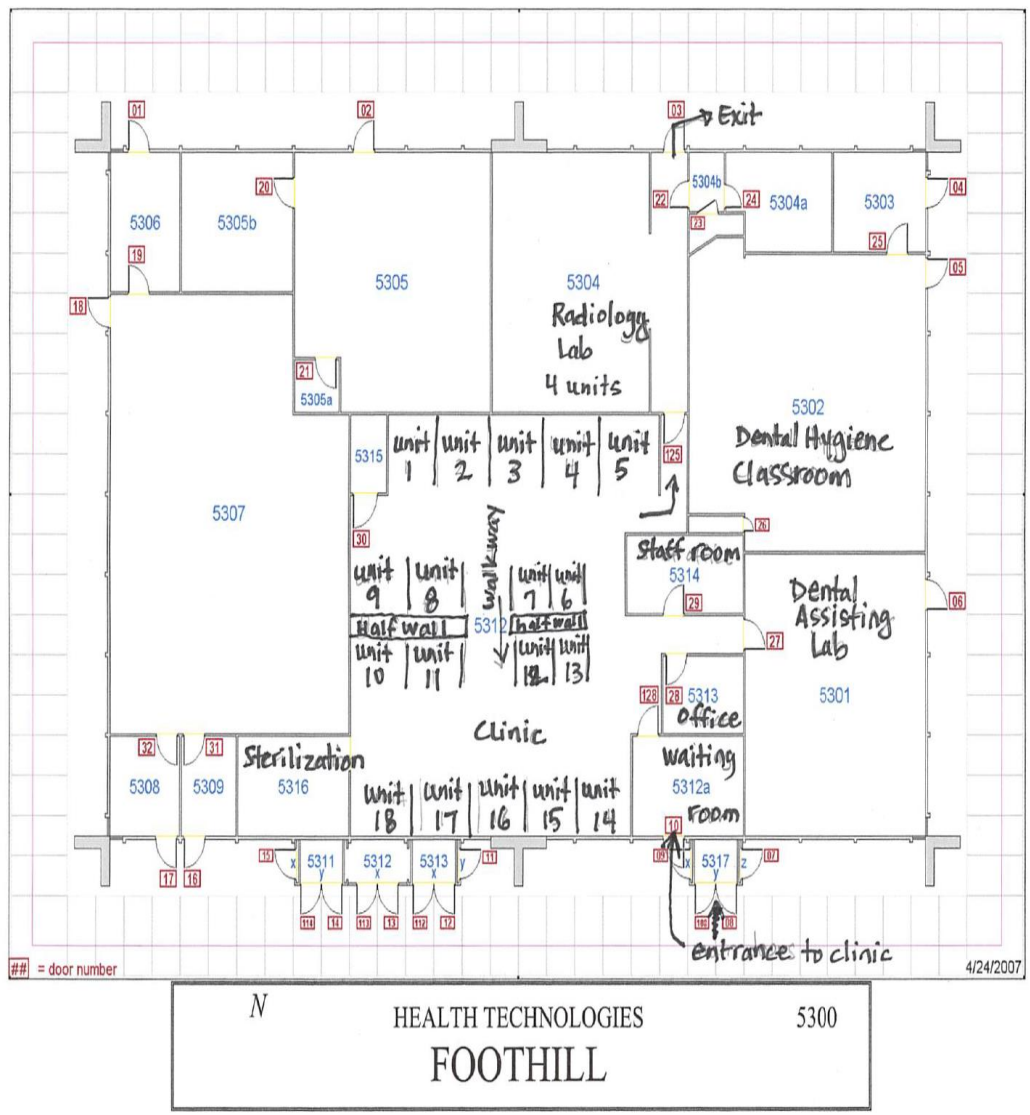 01
02
03
Exit
20
22
5304b
24
04
5306
5305b
5304a
5303
23
25
19
05
18
5305
5304
Radiology
Lab
4 units
21
5305a
5302
Dental Hygiene
Classroom
5315
unit 1
unit 2
unit 3
unit 4
unit 5
125
5307
30
walkway
26
Staff room
5314
29
unit 9
unit 8
unit 7
unit 6
Half wall
5312
half wall
unit 10
unit 11
unit 12
unit 13
06
Dental
Assisting
Lab
5301
27
128
28
5313
office
Clinic
32
31
Sterilization
5308
5309
5316
waiting
5312a
room
unit 18
unit 17
unit 16
unit 15
unit 14
10
17
16
15
x
5311
y
5312
x
5313
x
y
11
09
x
5317
y
z
07
114
14
113
13
112
12
08
entrances to clinic
## = door number
4/24/2007
N
HEALTH TECHNOLOGIES
5300
FOOTHILL